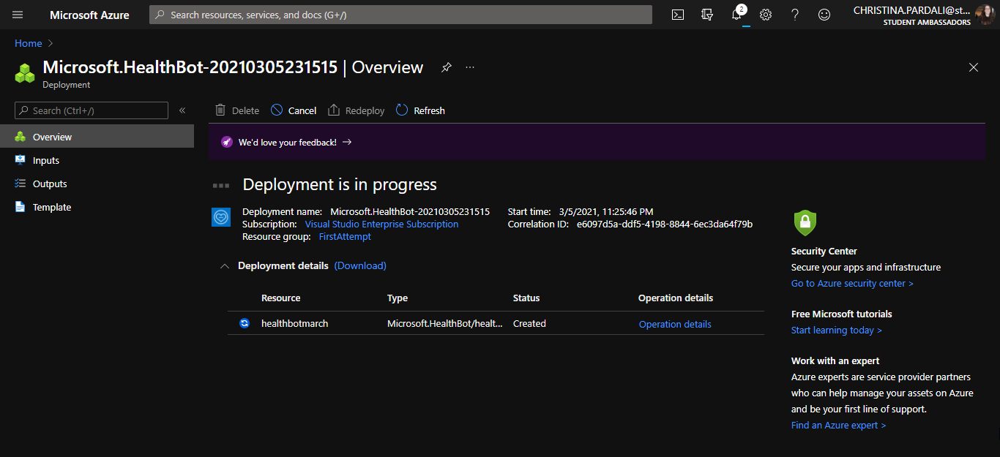 Microsoft Azure
Search resources, services, and docs (G+/)
2
CHRISTINA.PARDALI@st...
STUDENT AMBASSADORS
Home >
Microsoft.HealthBot-20210305231515 | Overview
...
Deployment
Search (Ctrl+/)
«
Delete
Cancel
Redeploy
Refresh
Overview
Inputs
Outputs
Template
We'd love your feedback! →
Deployment is in progress
Deployment name: Microsoft.HealthBot-20210305231515
Subscription: Visual Studio Enterprise Subscription
Resource group: FirstAttempt
Start time: 3/5/2021, 11:25:46 PM
Correlation ID: e6097d5a-ddf5-4198-8844-6ec3da64f79b
Deployment details (Download)
Resource Type Status Operation details
healthbotmarch Microsoft.HealthBot/healt... Created Operation details
Security Center
Secure your apps and infrastructure
Go to Azure security center >
Free Microsoft tutorials
Start learning today >
Work with an expert
Azure experts are service provider partners
who can help manage your assets on Azure
and be your first line of support.
Find an Azure expert >